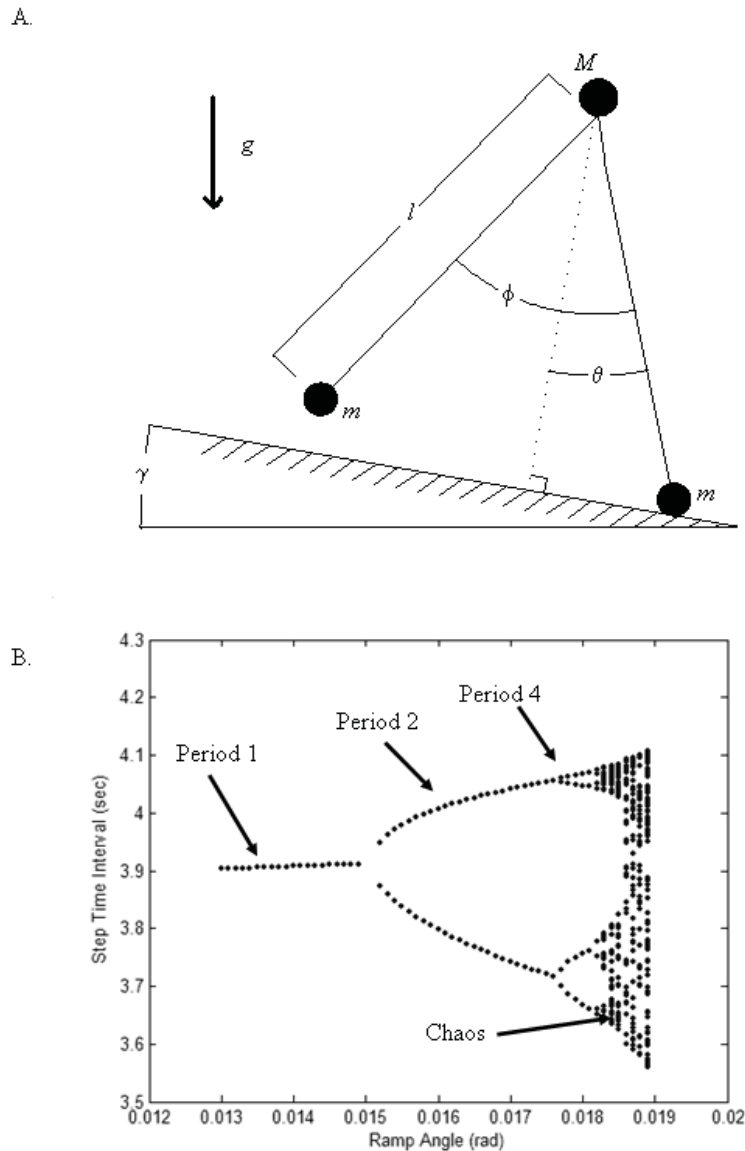 A.
M
g
l
ϕ
θ
m
m
γ
B.
4.3
4.2
4.1
4
3.9
3.8
3.7
3.6
3.5
Step Time Interval (sec)
Period 4
Period 2
Period 1
Chaos
0.012 0.013 0.014 0.015 0.016 0.017 0.018 0.019 0.02
Ramp Angle (rad)